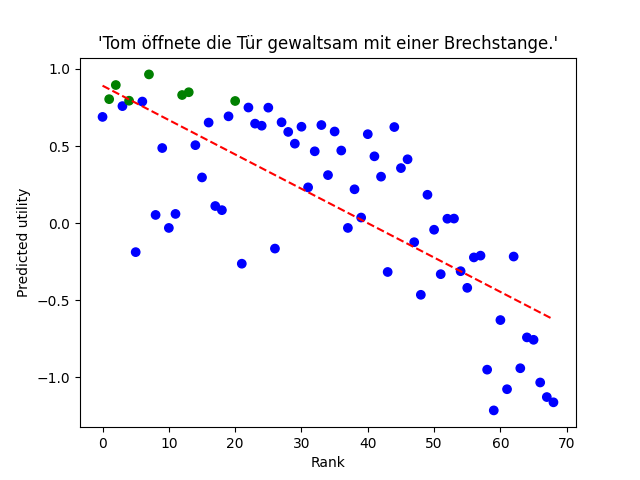 'Tom öffnete die Tür gewaltsam mit einer Brechstange.'
1.0
0.5
0.0
−0.5
−1.0
Predicted utility
0 10 20 30 40 50 60 70
Rank